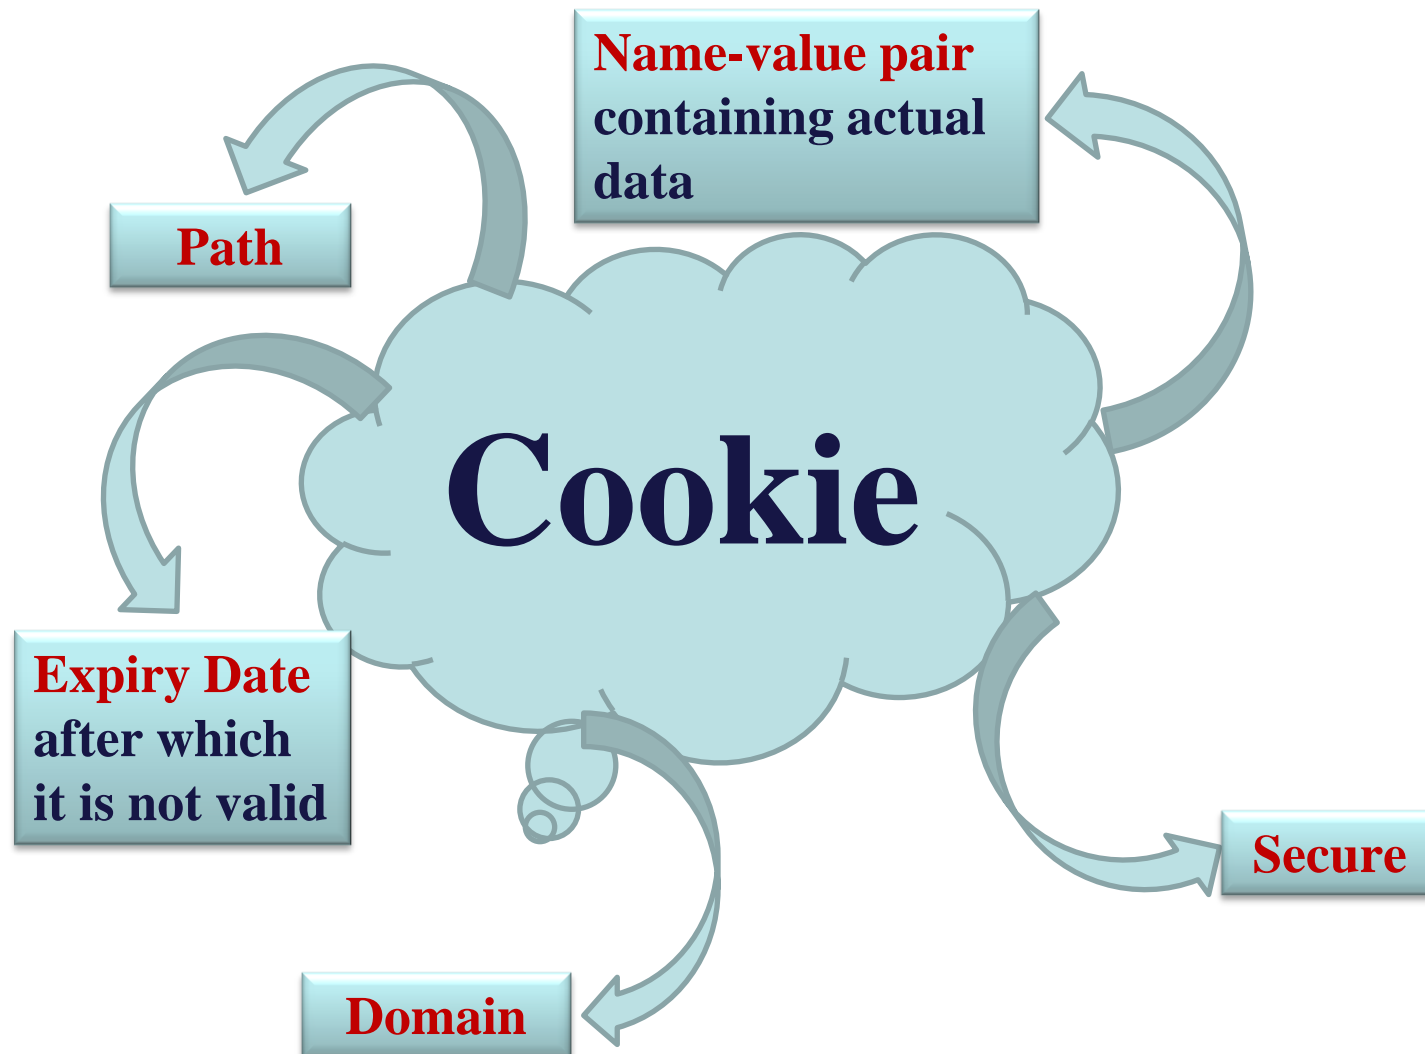 Name-value pair
containing actual
data
Path
Cookie
Expiry Date
after which
it is not valid
Secure
Domain